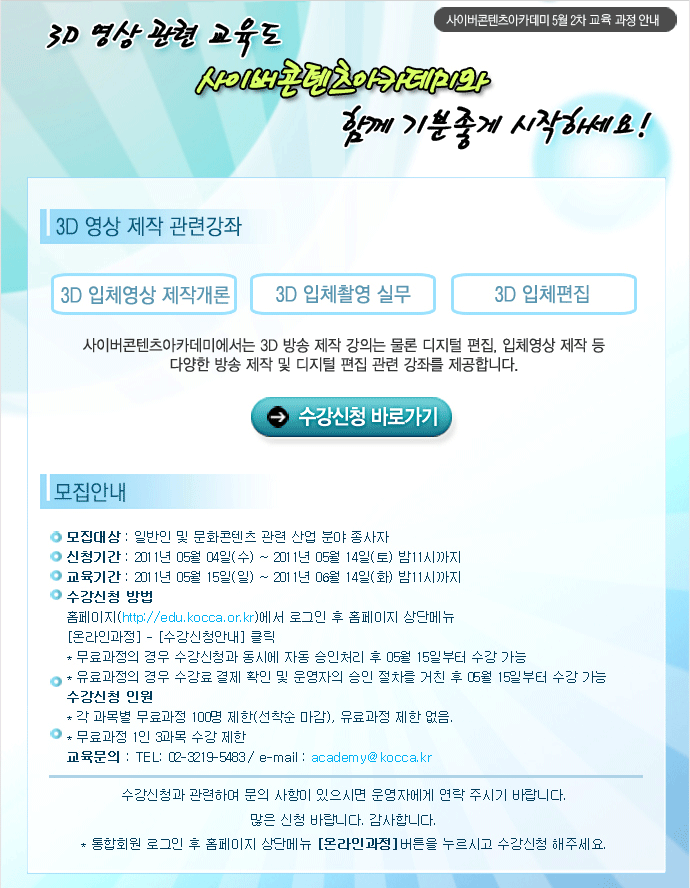 사이버콘텐츠아카데미 5월 2차 교육 과정 안내
3D 영상 관련 교육도
사이버콘텐츠아카데미와
함께 기분좋게 시작하세요!
3D 영상 제작 관련강좌
3D 입체영상 제작개론
3D 입체촬영 실무
3D 입체편집
사이버콘텐츠아카데미에서는 3D 방송 제작 강의는 물론 디지털 편집, 입체영상 제작 등
다양한 방송 제작 및 디지털 편집 관련 강좌를 제공합니다.
수강신청 바로가기
모집안내
모집대상 : 일반인 및 문화콘텐츠 관련 산업 분야 종사자
신청기간 : 2011년 05월 04일(수) ~ 2011년 05월 14일(토) 밤11시까지
교육기간 : 2011년 05월 15일(일) ~ 2011년 06월 14일(화) 밤11시까지
수강신청 방법
홈페이지(http://edu.kocca.or.kr)에서 로그인 후 홈페이지 상단메뉴
[온라인과정] - [수강신청안내] 클릭
* 무료과정의 경우 수강신청과 동시에 자동 승인처리 후 05월 15일부터 수강 가능
* 유료과정의 경우 수강료 결제 확인 및 운영자의 승인 절차를 거친 후 05월 15일부터 수강 가능
수강신청 인원
* 각 과목별 무료과정 100명 제한(선착순 마감), 유료과정 제한 없음.
* 무료과정 1인 3과목 수강 제한
교육문의 : TEL: 02-3219-5483 / e-mail : academy@kocca.kr
수강신청과 관련하여 문의 사항이 있으시면 운영자에게 연락 주시기 바랍니다.
많은 신청 바랍니다. 감사합니다.
* 통합회원 로그인 후 홈페이지 상단메뉴 [온라인과정]버튼을 누르시고 수강신청 해주세요.